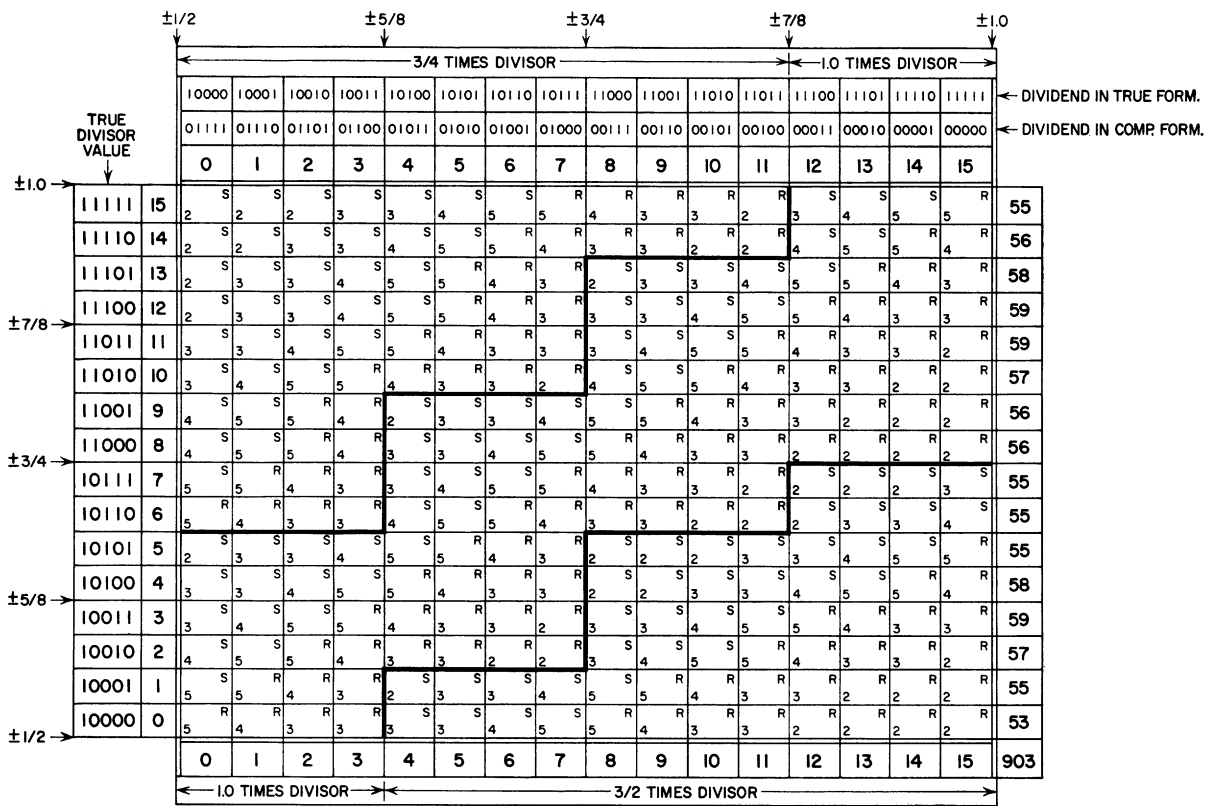 ±1/2 ±5/8 ±3/4 ±7/8 ±1.0
3/4 TIMES DIVISOR 1.0 TIMES DIVISOR
10000 10001 10010 10011 10100 10101 10110 10111 11000 11001 11010 11011 11100 11101 11110 11111 DIVIDEND IN TRUE FORM.
TRUE
DIVISOR
VALUE
01111 01110 01101 01100 01011 01010 01001 01000 00111 00110 00101 00100 00011 00010 00001 00000 DIVIDEND IN COMP. FORM.
0 1 2 3 4 5 6 7 8 9 10 11 12 13 14 15
±1.0
S S S S S S S R R R R R S S S R
11111 15 2 2 2 3 3 4 5 5 4 3 3 2 3 4 5 5 55
S S S S S S R R R R R R S S R R
11110 14 2 2 3 3 4 5 5 4 3 3 2 2 4 5 5 4 56
S S S S S R R R S S S S S R R R
11101 13 2 3 3 4 5 5 4 3 2 3 3 4 5 5 4 3 58
S S S S S R R R S S S S R R R R
11100 12 2 3 3 4 5 5 4 3 3 3 4 5 5 4 3 3 59
±7/8
S S S S R R R R S S S R R R R R
11011 11 3 3 4 5 5 4 3 3 3 4 5 5 4 3 3 2 59
S S S R R R R R S S R R R R R R
11010 10 3 4 5 5 4 3 3 2 4 5 5 4 3 3 2 2 57
S S R R S S S S S R R R R R R R
11001 9 4 5 5 4 2 3 3 4 5 5 4 3 3 2 2 2 56
S S R R S S S S R R R R R R R R
11000 8 4 5 5 4 3 3 4 5 5 4 3 3 2 2 2 2 56
±3/4
S R R R S S S R R R R R S S S S
10111 7 5 5 4 3 3 4 5 5 4 3 3 2 2 2 2 3 55
R R R R S S R R R R R R S S S S
10110 6 5 4 3 3 4 5 5 4 3 3 2 2 2 3 3 4 55
S S S S S R R R S S S S S S S R
10101 5 2 3 3 4 5 5 4 3 2 2 2 3 3 4 5 5 55
S S S S R R R R S S S S S S R R
10100 4 3 3 4 5 5 4 3 3 2 2 3 3 4 5 5 4 58
±5/8
S S S R R R R R S S S S R R R R
10011 3 3 4 5 5 4 3 3 2 3 3 4 5 5 4 3 3 59
S S R R R R R R S S S S R R R R
10010 2 4 5 5 4 3 3 2 2 3 4 5 5 4 3 3 2 57
S R R R S S S S S R R R R R R R
10001 1 5 5 4 3 2 3 3 4 5 5 4 3 3 2 2 2 55
R R R R S S S S R R R R R R R R
10000 0 5 4 3 3 3 3 4 5 5 4 3 3 2 2 2 2 53
±1/2
0 1 2 3 4 5 6 7 8 9 10 11 12 13 14 15 903
1.0 TIMES DIVISOR 3/2 TIMES DIVISOR